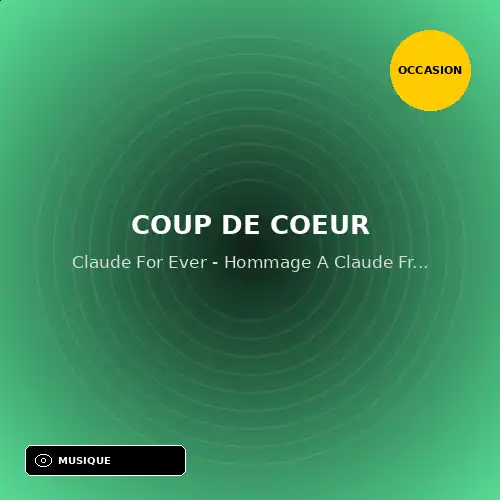 OCCASION
COUP DE COEUR
Claude For Ever - Hommage A Claude Fr...
MUSIQUE